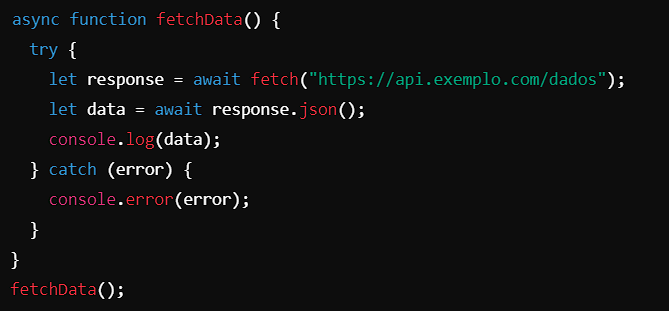 async function fetchData() {
  try {
    let response = await fetch("https://api.exemplo.com/dados");
    let data = await response.json();
    console.log(data);
  } catch (error) {
    console.error(error);
  }
}
fetchData();